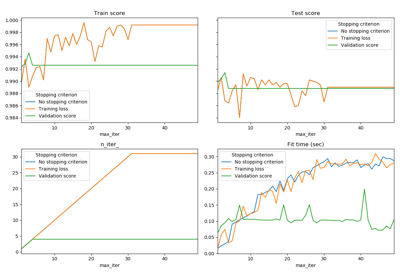 Train score
1.000
0.998
0.996
0.994
0.992
0.990
0.988
0.986
0.984
Stopping criterion
No stopping criterion
Training loss
Validation score
10 20 30 40
max_iter
Test score
Stopping criterion
No stopping criterion
Training loss
Validation score
10 20 30 40
max_iter
n_iter_
30
25
20
15
10
5
0
Stopping criterion
No stopping criterion
Training loss
Validation score
10 20 30 40
max_iter
Fit time (sec)
0.30
0.25
0.20
0.15
0.10
0.05
0.00
Stopping criterion
No stopping criterion
Training loss
Validation score
10 20 30 40
max_iter